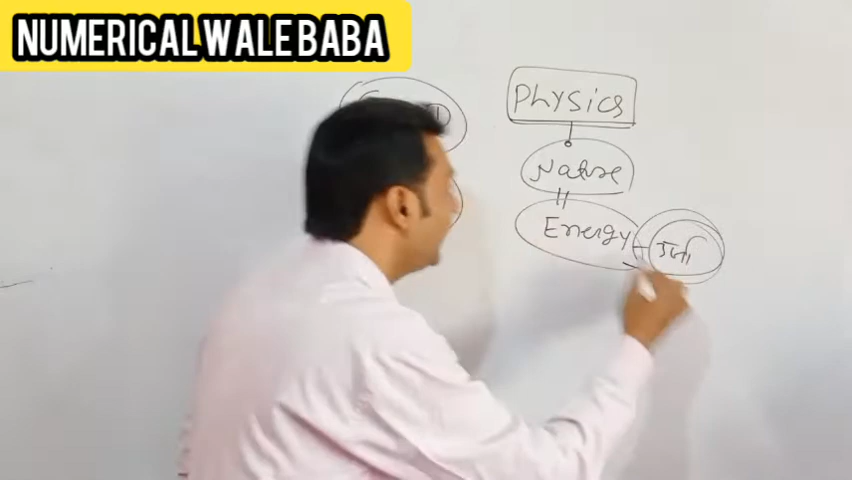 NUMERICAL WALE BABA
PHYSICS
Nature
Energy
ऊर्जा